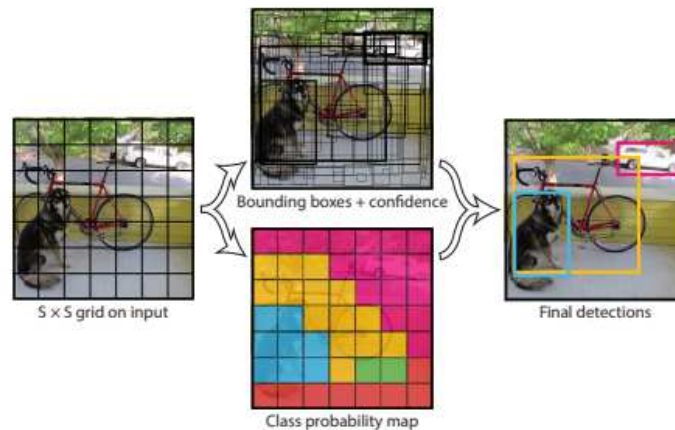 Bounding boxes + confidence
S × S grid on input
Final detections
Class probability map